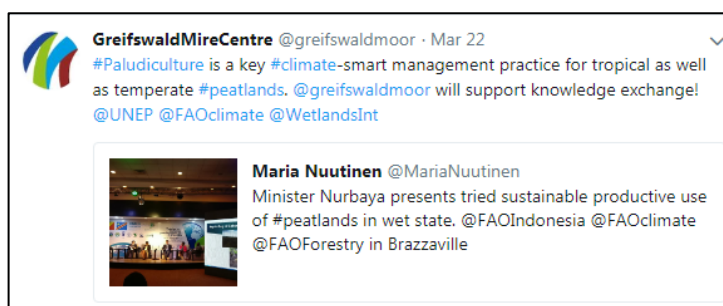 GreifswaldMireCentre @greifswaldmoor · Mar 22
#Paludiculture is a key #climate-smart management practice for tropical as well
as temperate #peatlands. @greifswaldmoor will support knowledge exchange!
@UNEP @FAOclimate @WetlandsInt
Maria Nuutinen @MariaNuutinen
Minister Nurbaya presents tried sustainable productive use
of #peatlands in wet state. @FAOIndonesia @FAOclimate
@FAOForestry in Brazzaville